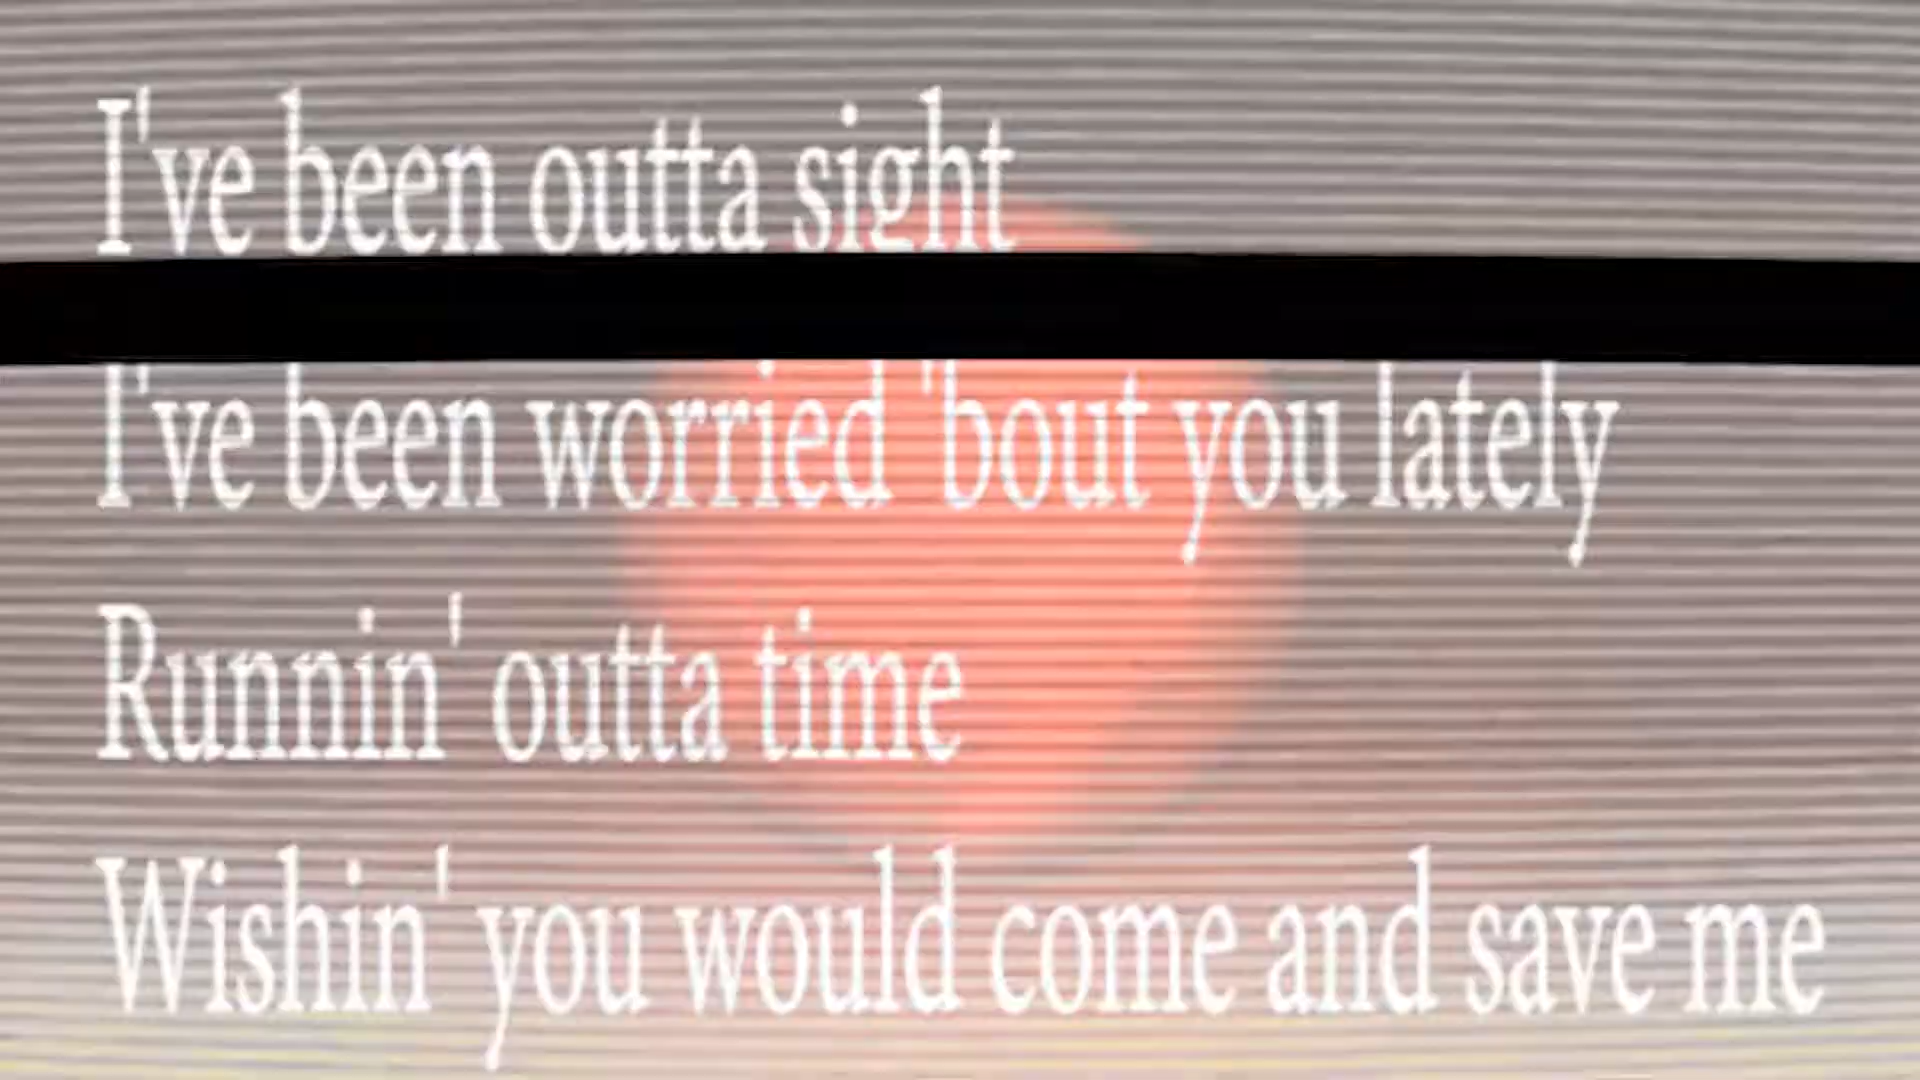 I've been outta sight
I've been worried 'bout you lately
Runnin' outta time
Wishin' you would come and save me